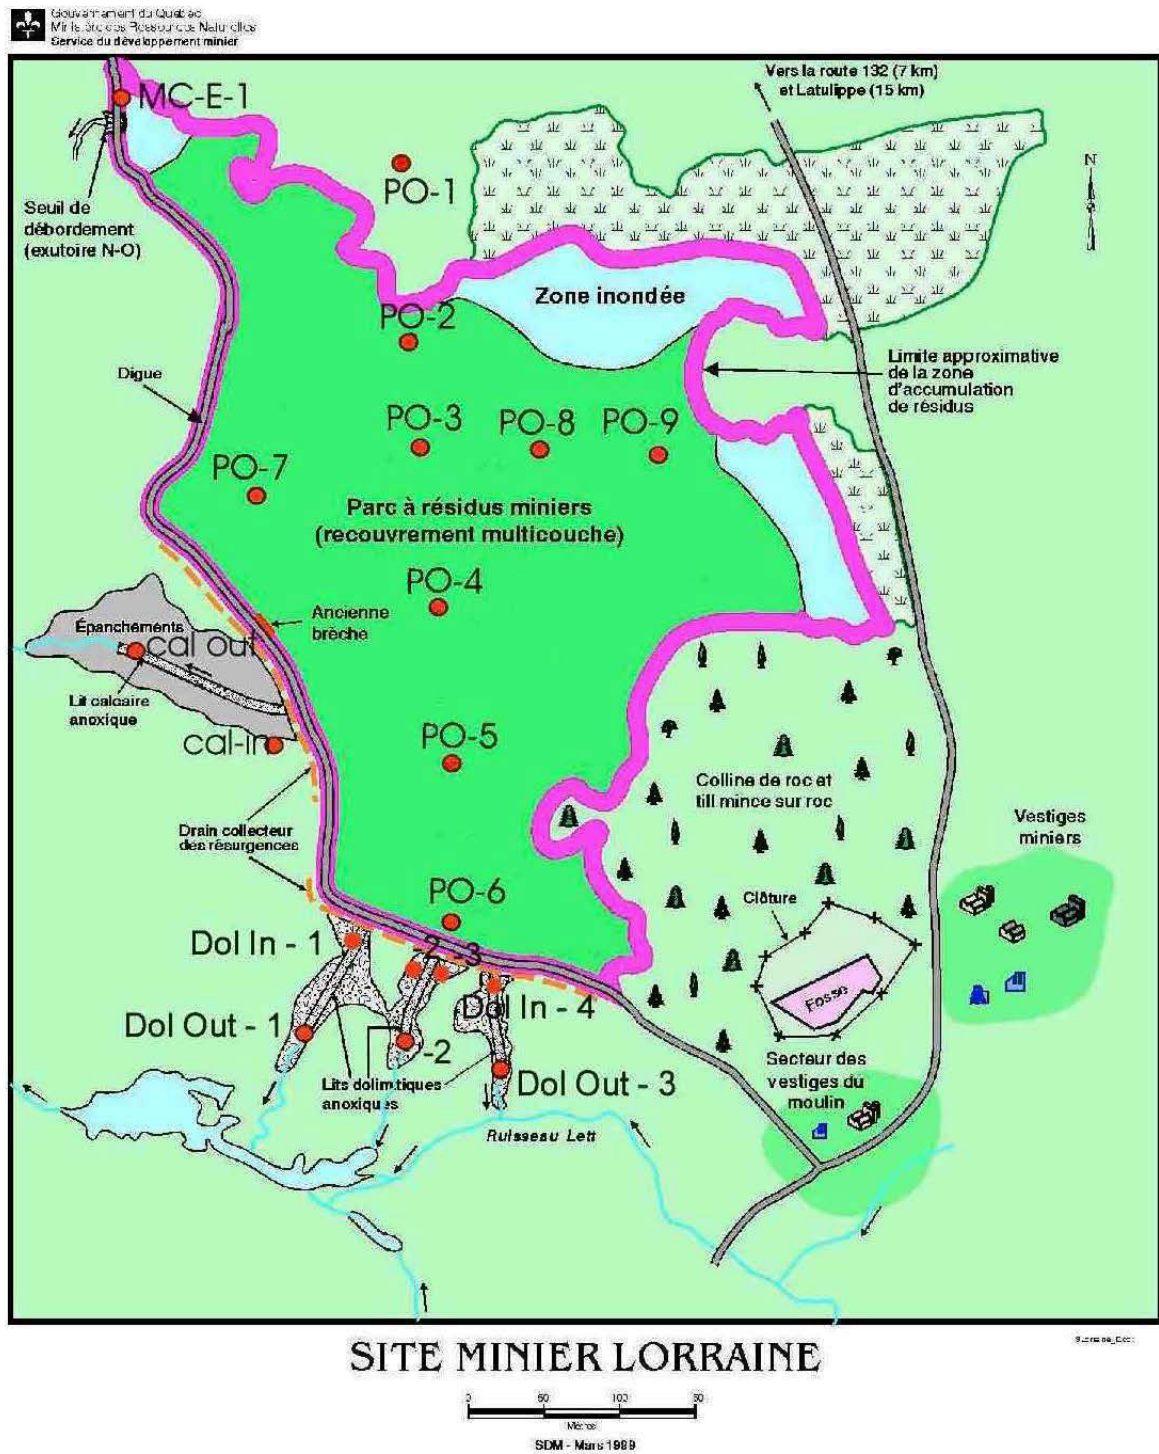 Gouvernement du Québec
Ministère des Ressources Naturelles
Service du développement minier
Vers la route 132 (7 km)
et Latulippe (15 km)
MC-E-1
PO-1
N
Seuil de
débordement
(exutoire N-O)
Zone inondée
PO-2
Digue
Limite approximative
de la zone
d'accumulation
de résidus
PO-3
PO-8
PO-9
PO-7
Parc à résidus miniers
(recouvrement multicouche)
PO-4
Ancienne
brèche
Épanchements
cal out
Lit calcaire
anoxique
cal-in
PO-5
Colline de roc et
till mince sur roc
Drain collecteur
des résurgences
Vestiges
miniers
PO-6
Clôture
Dol In - 1
-2
-3
Dol In - 4
Fosse
Dol Out - 1
-2
Lits dolimitiques
anoxiques
Dol Out - 3
Secteur des
vestiges du
moulin
Ruisseau Lett
SITE MINIER LORRAINE
0 50 100 50
Mètres
SDM - Mars 1999